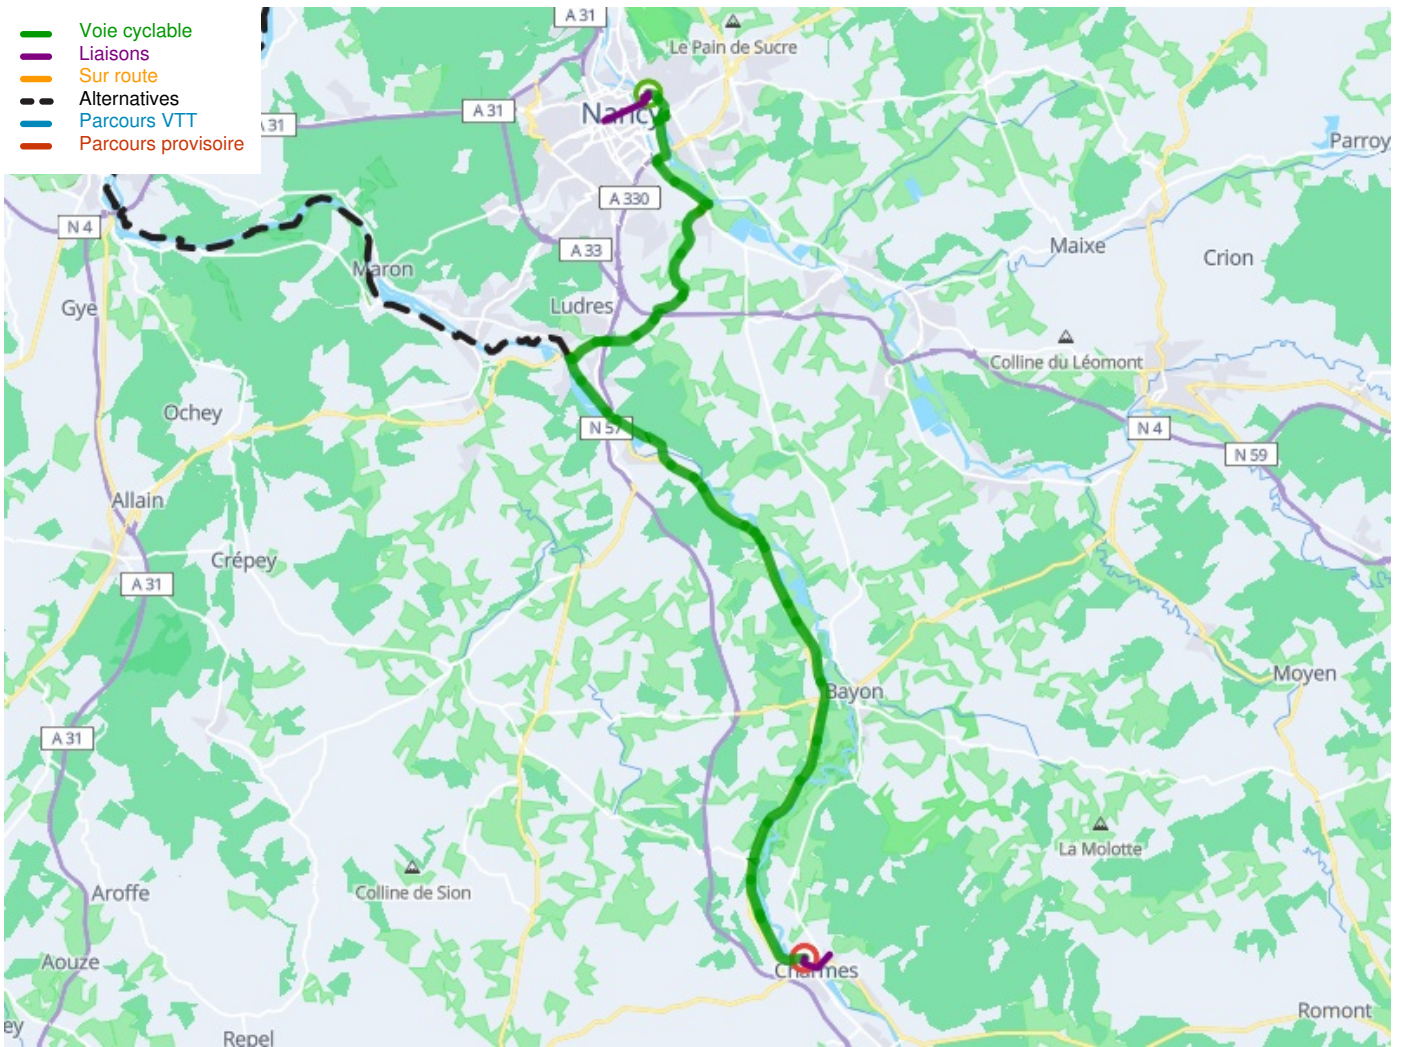 Voie cyclable
Liaisons
Sur route
Alternatives
Parcours VTT
Parcours provisoire
A 31
Le Pain de Sucre
A 31
31
Nancy
Parroy
A 330
N 4
A 33
Maixe
Crion
Maron
Gye
Ludres
Colline du Léomont
Ochey
N 57
N 4
N 59
Allain
Crépey
A 31
Moyen
Bayon
A 31
La Molotte
Aroffe
Colline de Sion
Aouze
Charmes
Romont
ey
Repel